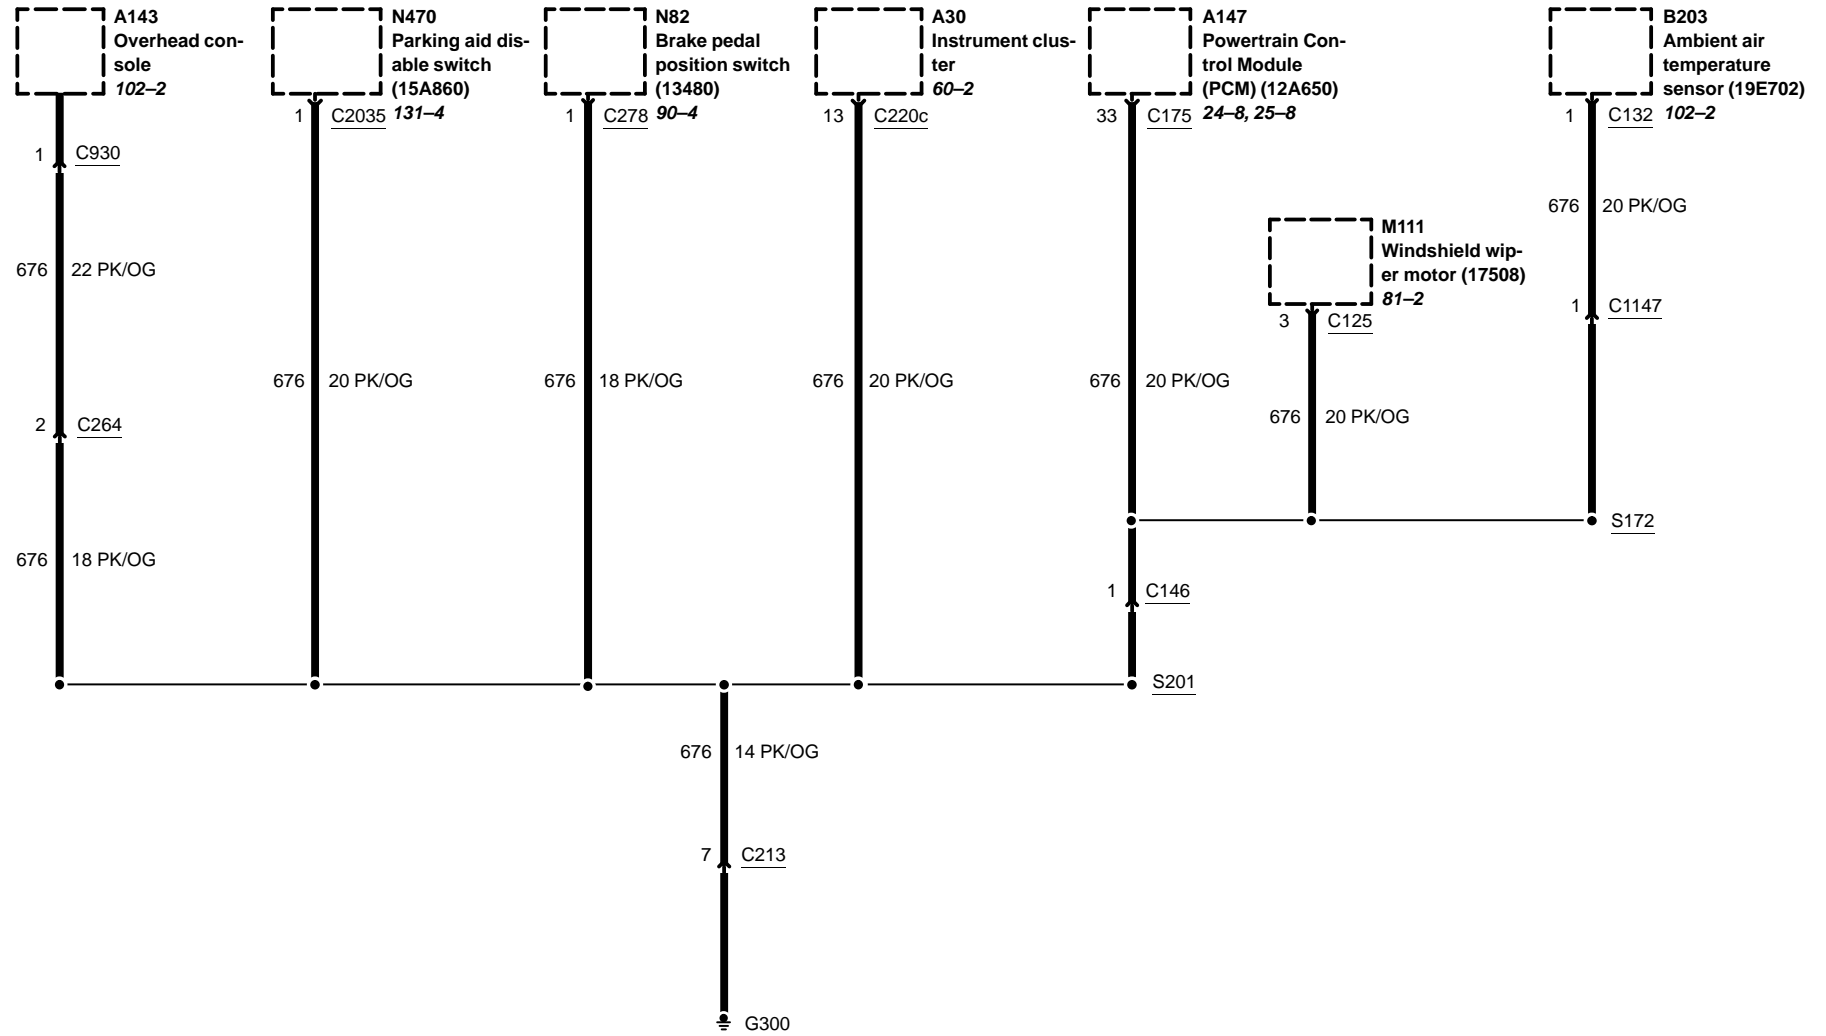 A143
Overhead con-
sole
102–2
N470
Parking aid dis-
able switch
(15A860)
131–4
N82
Brake pedal
position switch
(13480)
90–4
A30
Instrument clus-
ter
60–2
A147
Powertrain Con-
trol Module
(PCM) (12A650)
24–8, 25–8
B203
Ambient air
temperature
sensor (19E702)
102–2
1 C2035
1 C278
13 C220c
33 C175
1 C132
1 C930
676 20 PK/OG
M111
Windshield wip-
er motor (17508)
81–2
676 22 PK/OG
1 C1147
3 C125
676 20 PK/OG
676 18 PK/OG
676 20 PK/OG
676 20 PK/OG
676 20 PK/OG
2 C264
S172
676 18 PK/OG
1 C146
S201
676 14 PK/OG
7 C213
G300